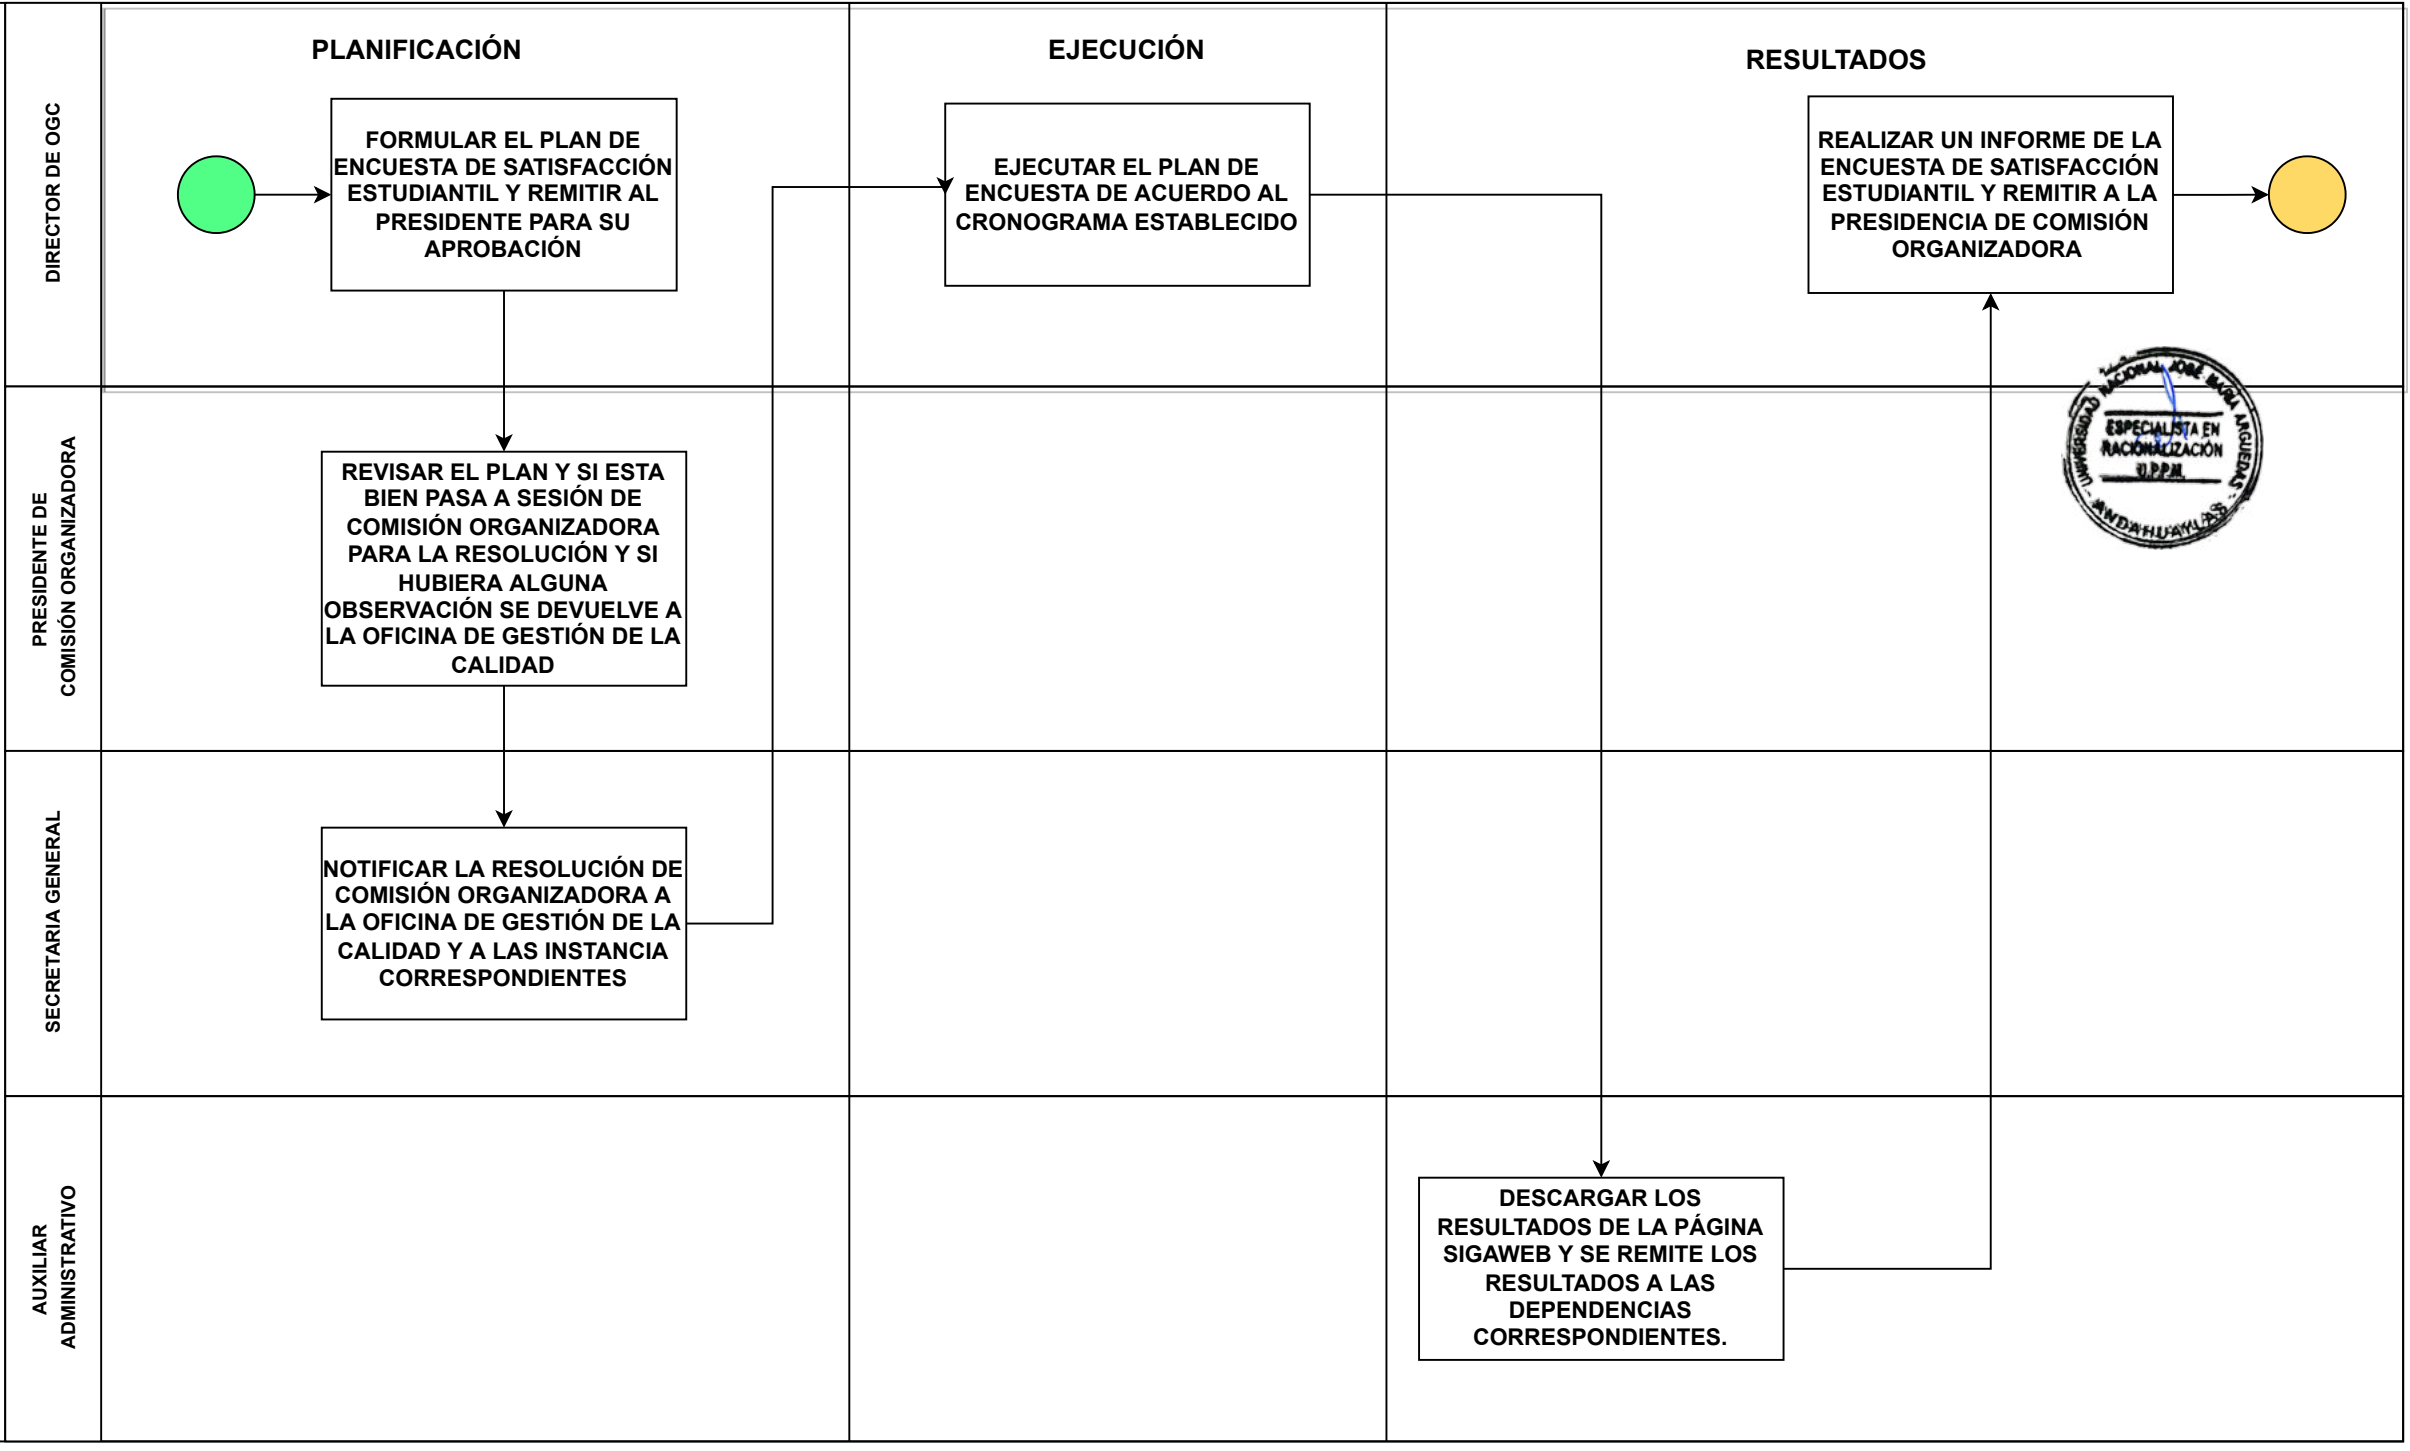 PLANIFICACIÓN
EJECUCIÓN
RESULTADOS
DIRECTOR DE OGC
FORMULAR EL PLAN DE
ENCUESTA DE SATISFACCIÓN
ESTUDIANTIL Y REMITIR AL
PRESIDENTE PARA SU
APROBACIÓN
EJECUTAR EL PLAN DE
ENCUESTA DE ACUERDO AL
CRONOGRAMA ESTABLECIDO
REALIZAR UN INFORME DE LA
ENCUESTA DE SATISFACCIÓN
ESTUDIANTIL Y REMITIR A LA
PRESIDENCIA DE COMISIÓN
ORGANIZADORA
PRESIDENTE DE
COMISIÓN ORGANIZADORA
REVISAR EL PLAN Y SI ESTA
BIEN PASA A SESIÓN DE
COMISIÓN ORGANIZADORA
PARA LA RESOLUCIÓN Y SI
HUBIERA ALGUNA
OBSERVACIÓN SE DEVUELVE A
LA OFICINA DE GESTIÓN DE LA
CALIDAD
UNIVERSIDAD NACIONAL JOSÉ MARÍA ARGUEDAS
ESPECIALISTA EN
RACIONALIZACIÓN
U.P.P.M.
- ANDAHUAYLAS -
SECRETARIA GENERAL
NOTIFICAR LA RESOLUCIÓN DE
COMISIÓN ORGANIZADORA A
LA OFICINA DE GESTIÓN DE LA
CALIDAD Y A LAS INSTANCIA
CORRESPONDIENTES
AUXILIAR
ADMINISTRATIVO
DESCARGAR LOS
RESULTADOS DE LA PÁGINA
SIGAWEB Y SE REMITE LOS
RESULTADOS A LAS
DEPENDENCIAS
CORRESPONDIENTES.